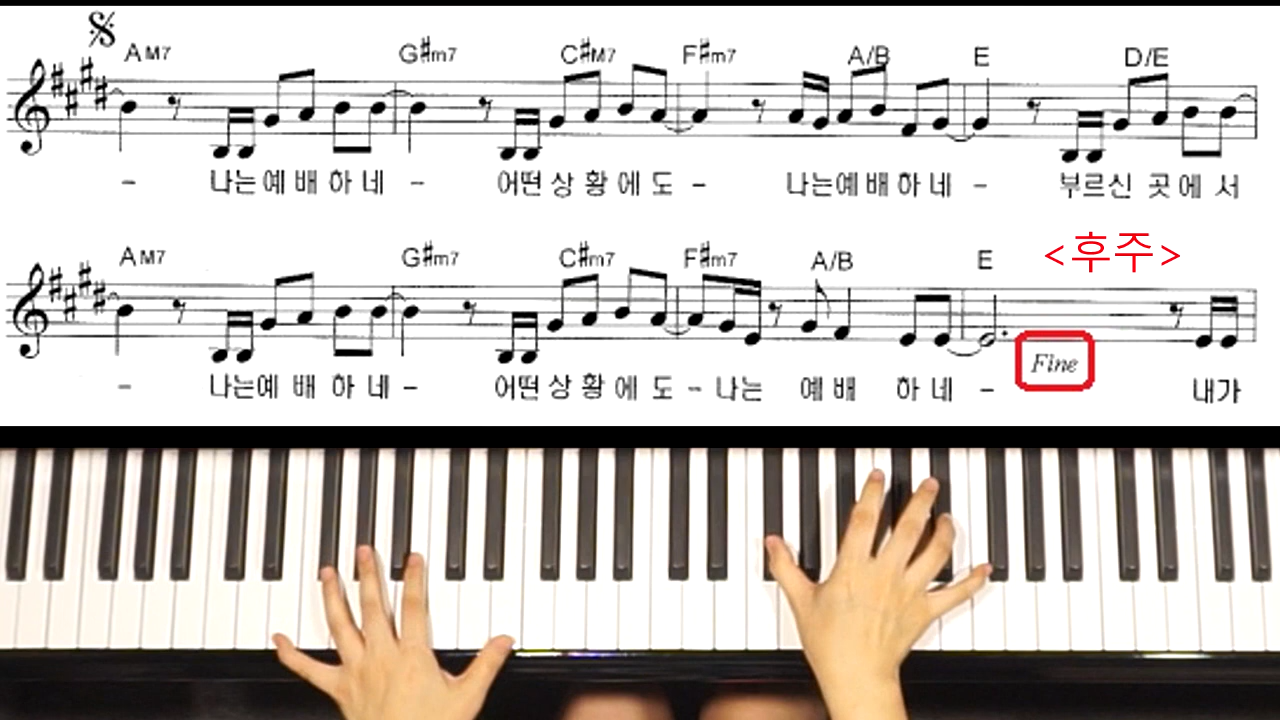 AM7 G#m7 C#M7 F#m7 A/B E D/E
- 나는예배하네 - 어떤상황에도 - 나는예배하네 - 부르신 곳에서
<후주>
AM7 G#m7 C#m7 F#m7 A/B E
Fine
- 나는예배하네 - 어떤상황에도 - 나는 예배 하네 - 내가